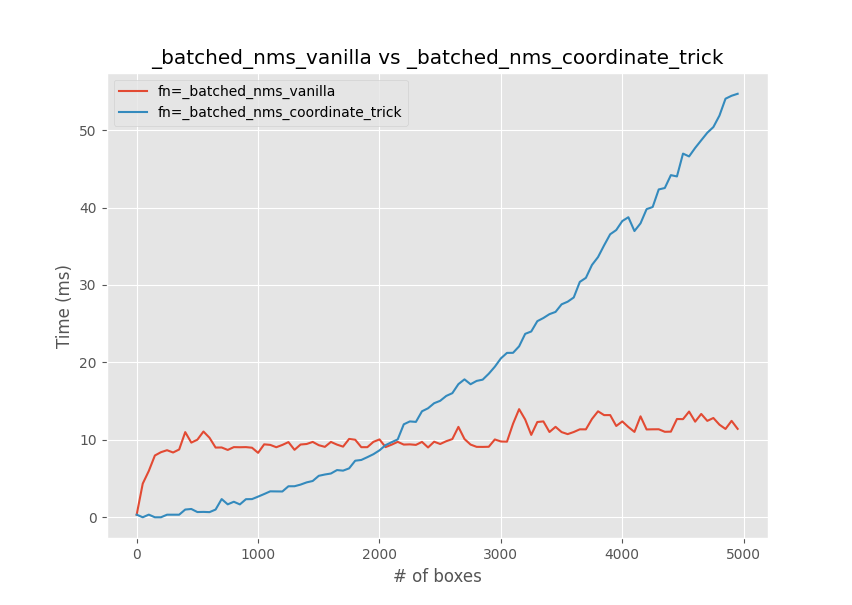 _batched_nms_vanilla vs _batched_nms_coordinate_trick
fn=_batched_nms_vanilla
fn=_batched_nms_coordinate_trick
Time (ms)
50
40
30
20
10
0
0 1000 2000 3000 4000 5000
# of boxes